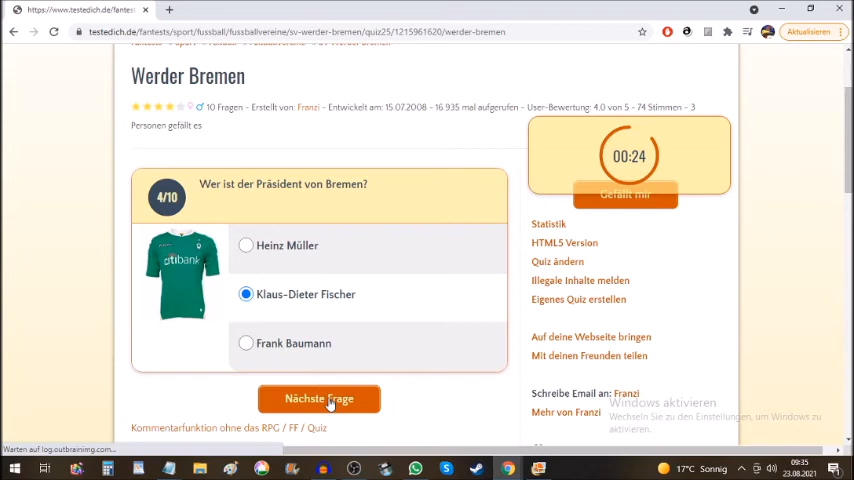 https://www.testedich.de/fantest
testedich.de/fantests/sport/fussball/fussballvereine/sv-werder-bremen/quiz25/1215961620/werder-bremen
Aktualisieren
Werder Bremen
10 Fragen - Erstellt von: Franzi - Entwickelt am: 15.07.2008 - 16.935 mal aufgerufen - User-Bewertung: 4.0 von 5 - 74 Stimmen - 3
Personen gefällt es
00:24
Gefällt mir
4/10
Wer ist der Präsident von Bremen?
citibank
Heinz Müller
Klaus-Dieter Fischer
Frank Baumann
Nächste Frage
Kommentarfunktion ohne das RPG / FF / Quiz
Statistik
HTML5 Version
Quiz ändern
Illegale Inhalte melden
Eigenes Quiz erstellen
Auf deine Webseite bringen
Mit deinen Freunden teilen
Schreibe Email an: Franzi
Mehr von Franzi
Windows aktivieren
Wechseln Sie zu den Einstellungen, um Windows zu
aktivieren.
Warten auf log.outbrainimg.com...
17°C Sonnig
09:35
23.08.2021